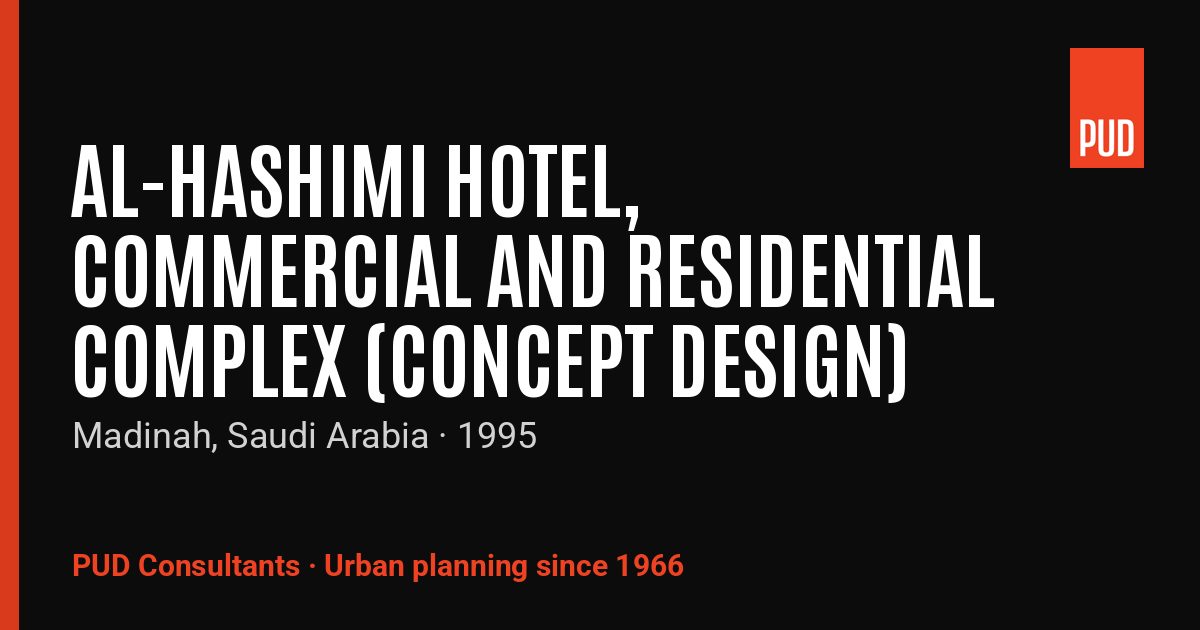 PUD
AL-HASHIMI HOTEL,
COMMERCIAL AND RESIDENTIAL
COMPLEX (CONCEPT DESIGN)
Madinah, Saudi Arabia · 1995
PUD Consultants · Urban planning since 1966